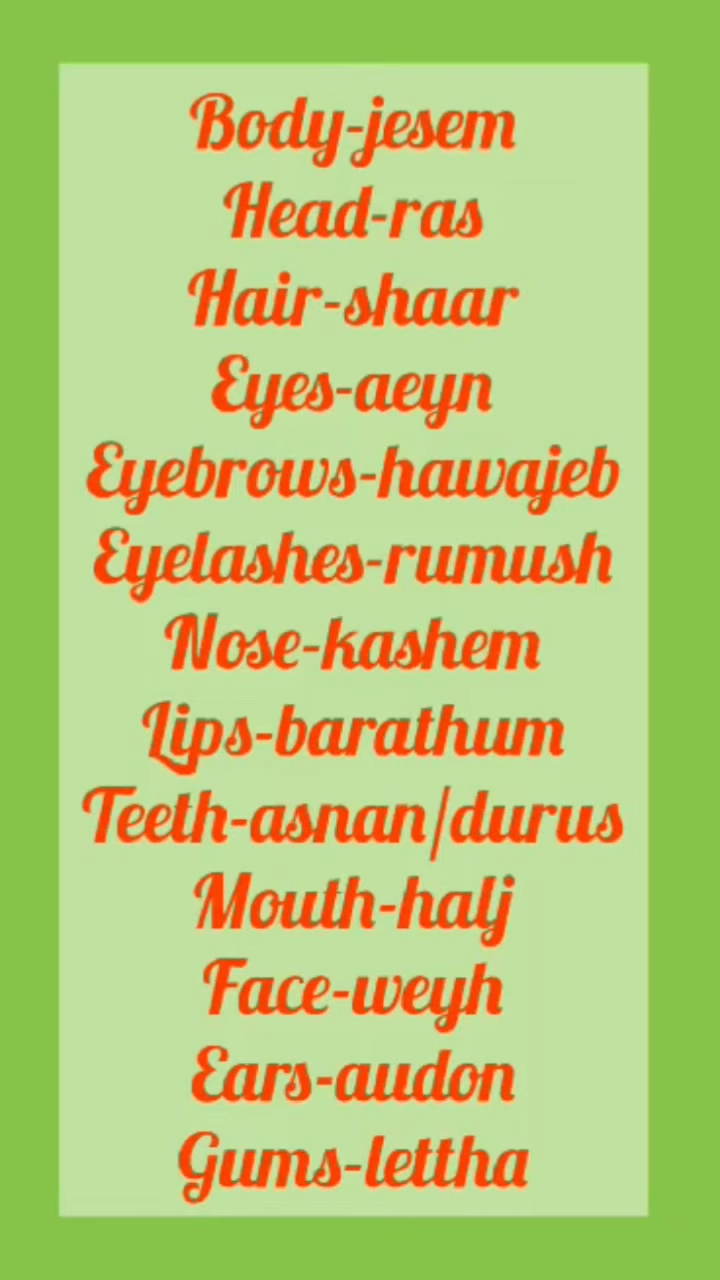 Body-jesem
Head-ras
Hair-shaar
Eyes-aeyn
Eyebrows-hawajeb
Eyelashes-rumush
Nose-kashem
Lips-barathum
Teeth-asnan/durus
Mouth-halj
Face-weyh
Ears-audon
Gums-lettha